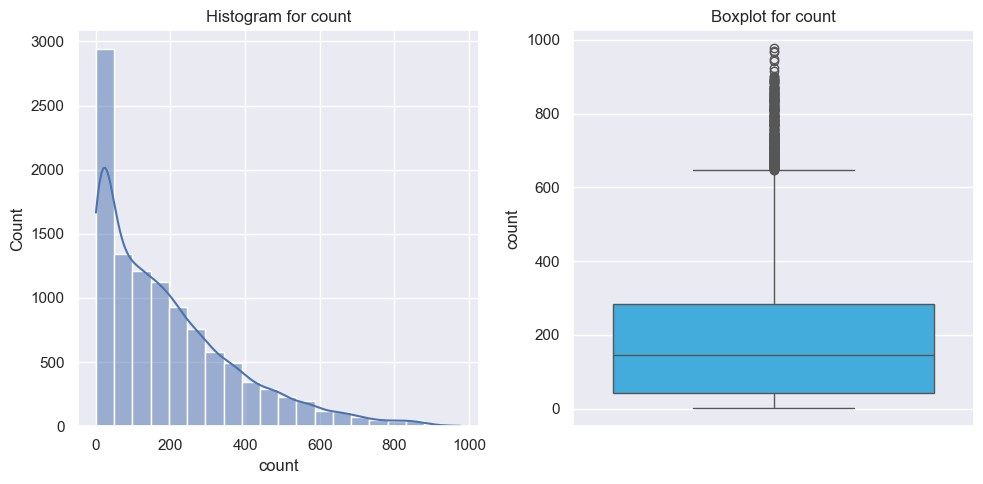 Histogram for count
3000
2500
2000
1500
1000
500
0
Count
0 200 400 600 800 1000
count
Boxplot for count
1000
800
600
400
200
0
count